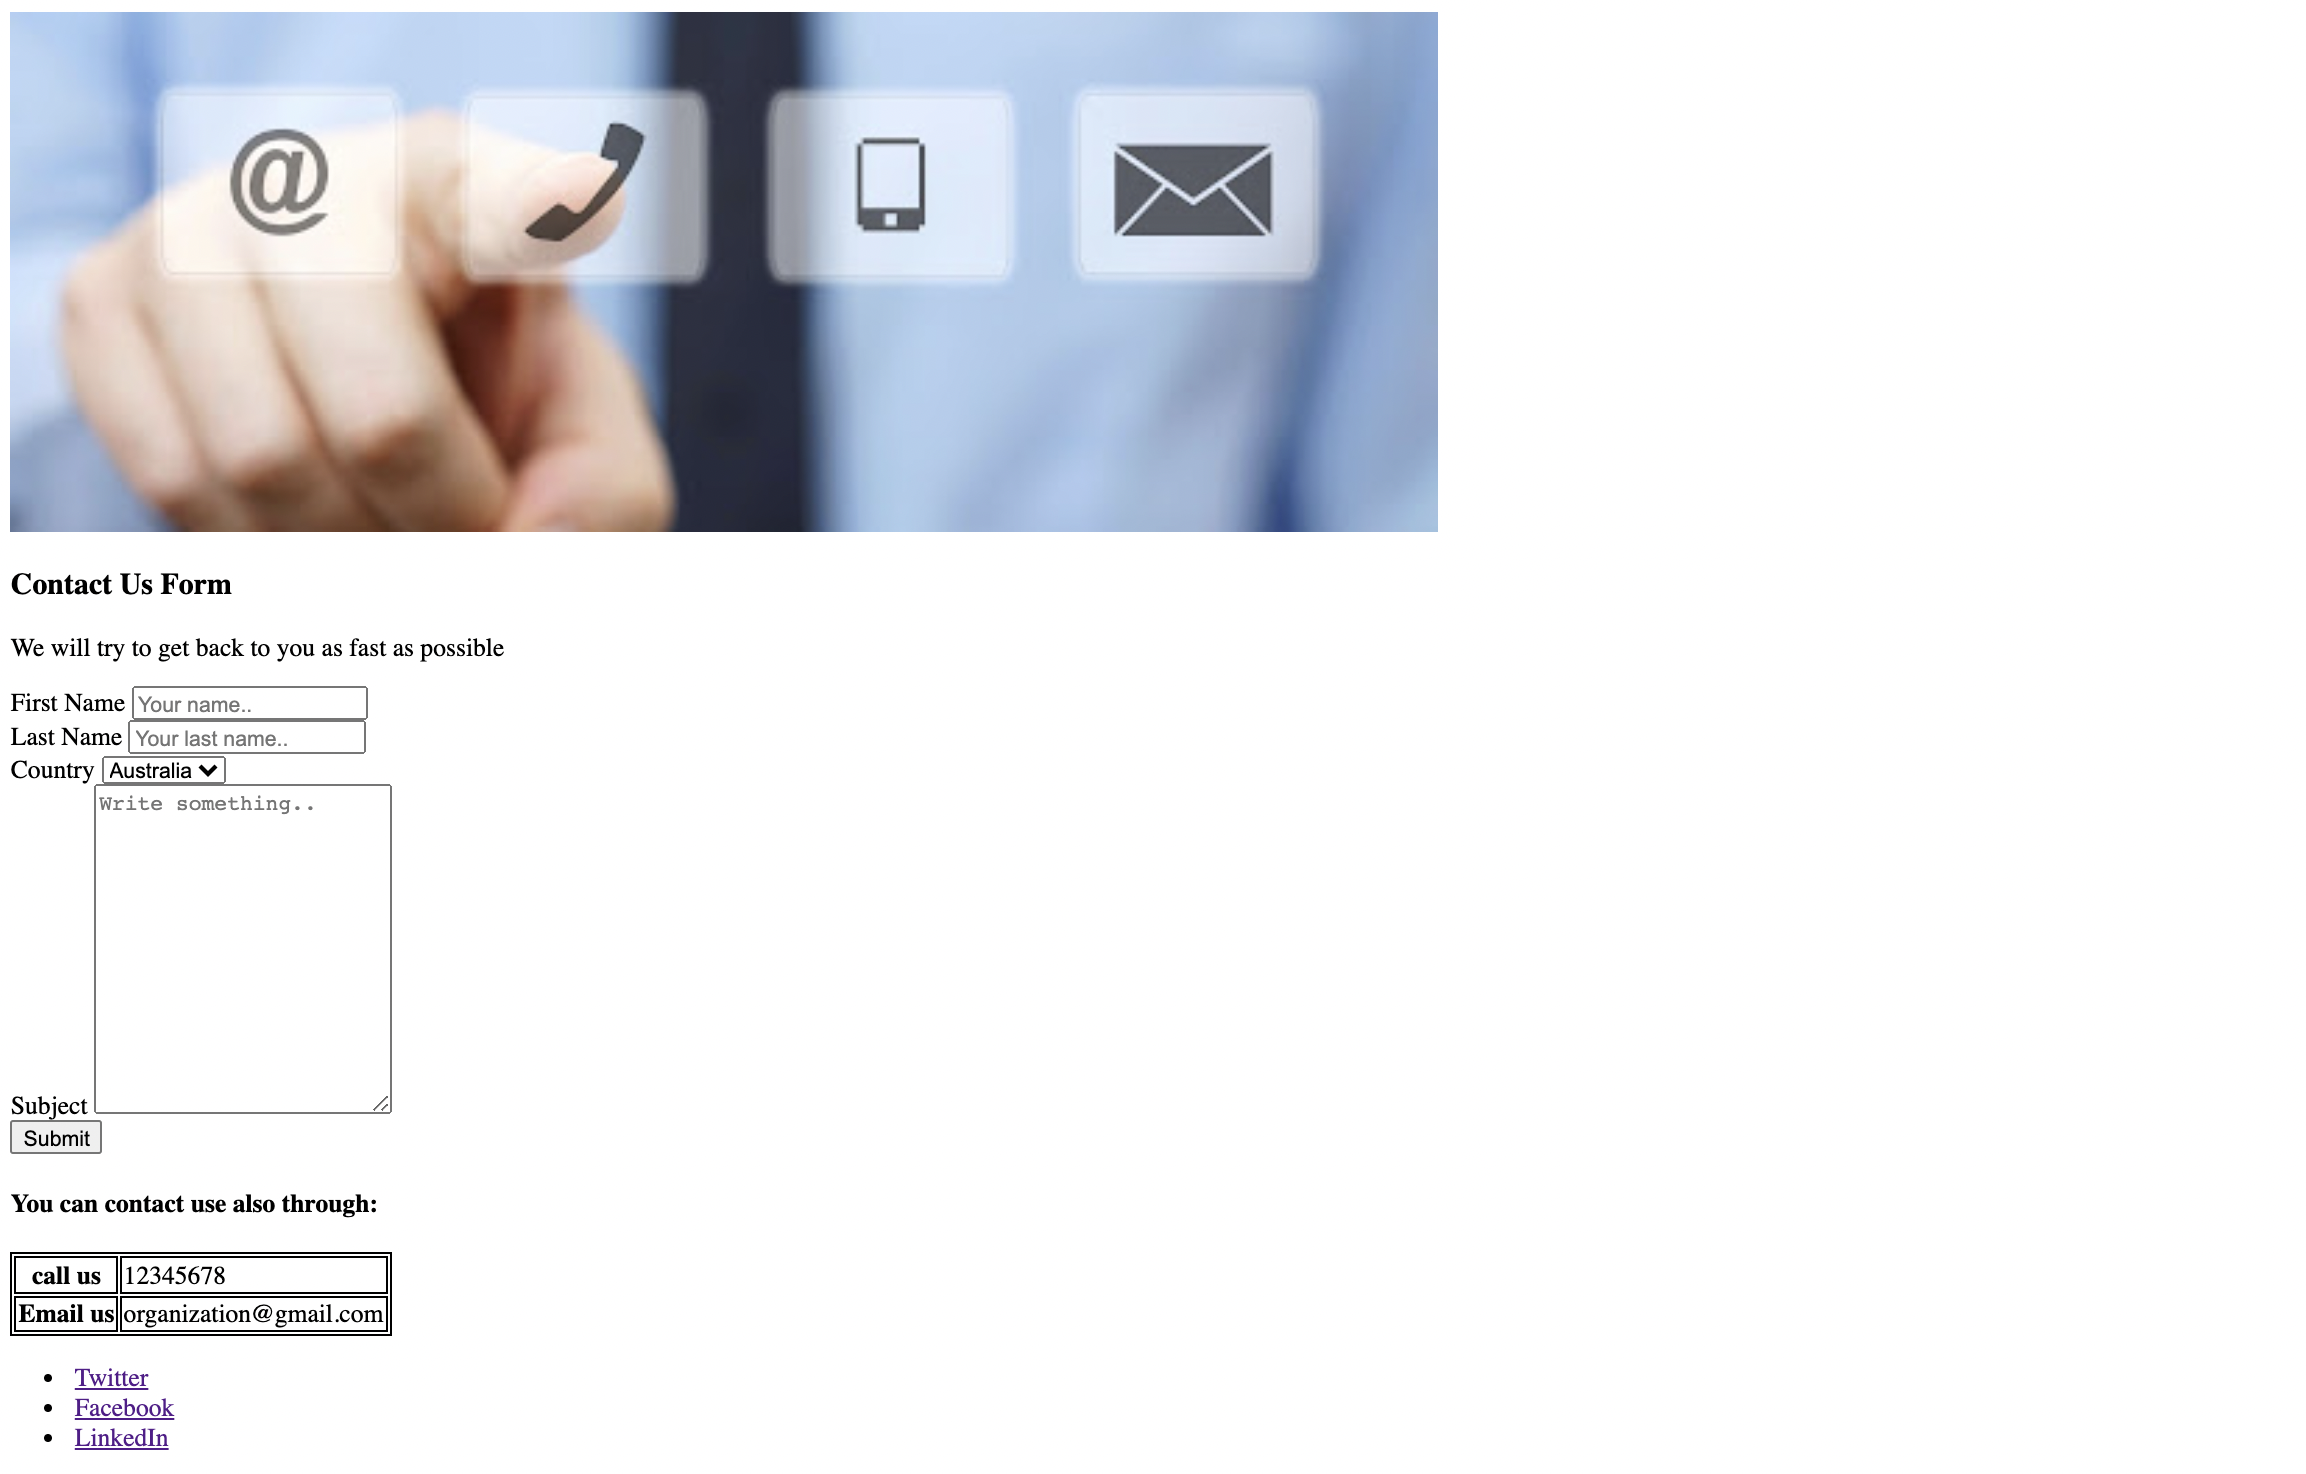 @
Contact Us Form
We will try to get back to you as fast as possible
First Name Your name..
Last Name Your last name..
Country Australia
Write something..
Subject
Submit
You can contact use also through:
call us 12345678
Email us organization@gmail.com
Twitter
Facebook
LinkedIn